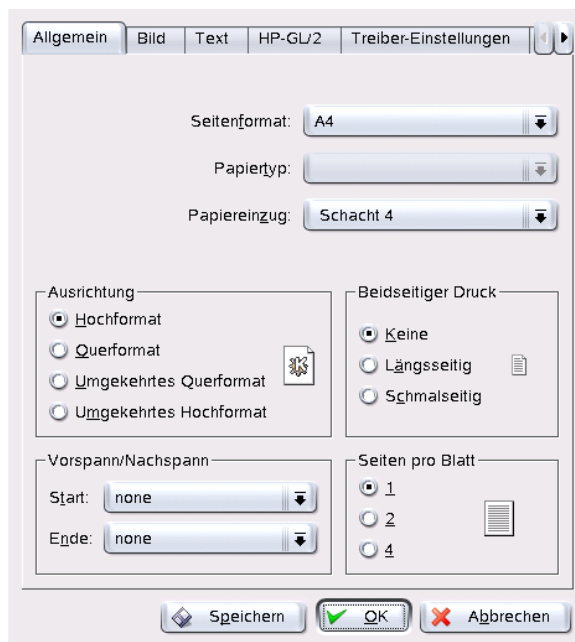 Allgemein Bild Text HP-GL/2 Treiber-Einstellungen
Seitenformat: A4
Papiertyp:
Papiereinzug: Schacht 4
Ausrichtung
Hochformat
Querformat
Umgekehrtes Querformat
Umgekehrtes Hochformat
Beidseitiger Druck
Keine
Längsseitig
Schmalseitig
Vorspann/Nachspann
Start: none
Ende: none
Seiten pro Blatt
1
2
4
Speichern OK Abbrechen